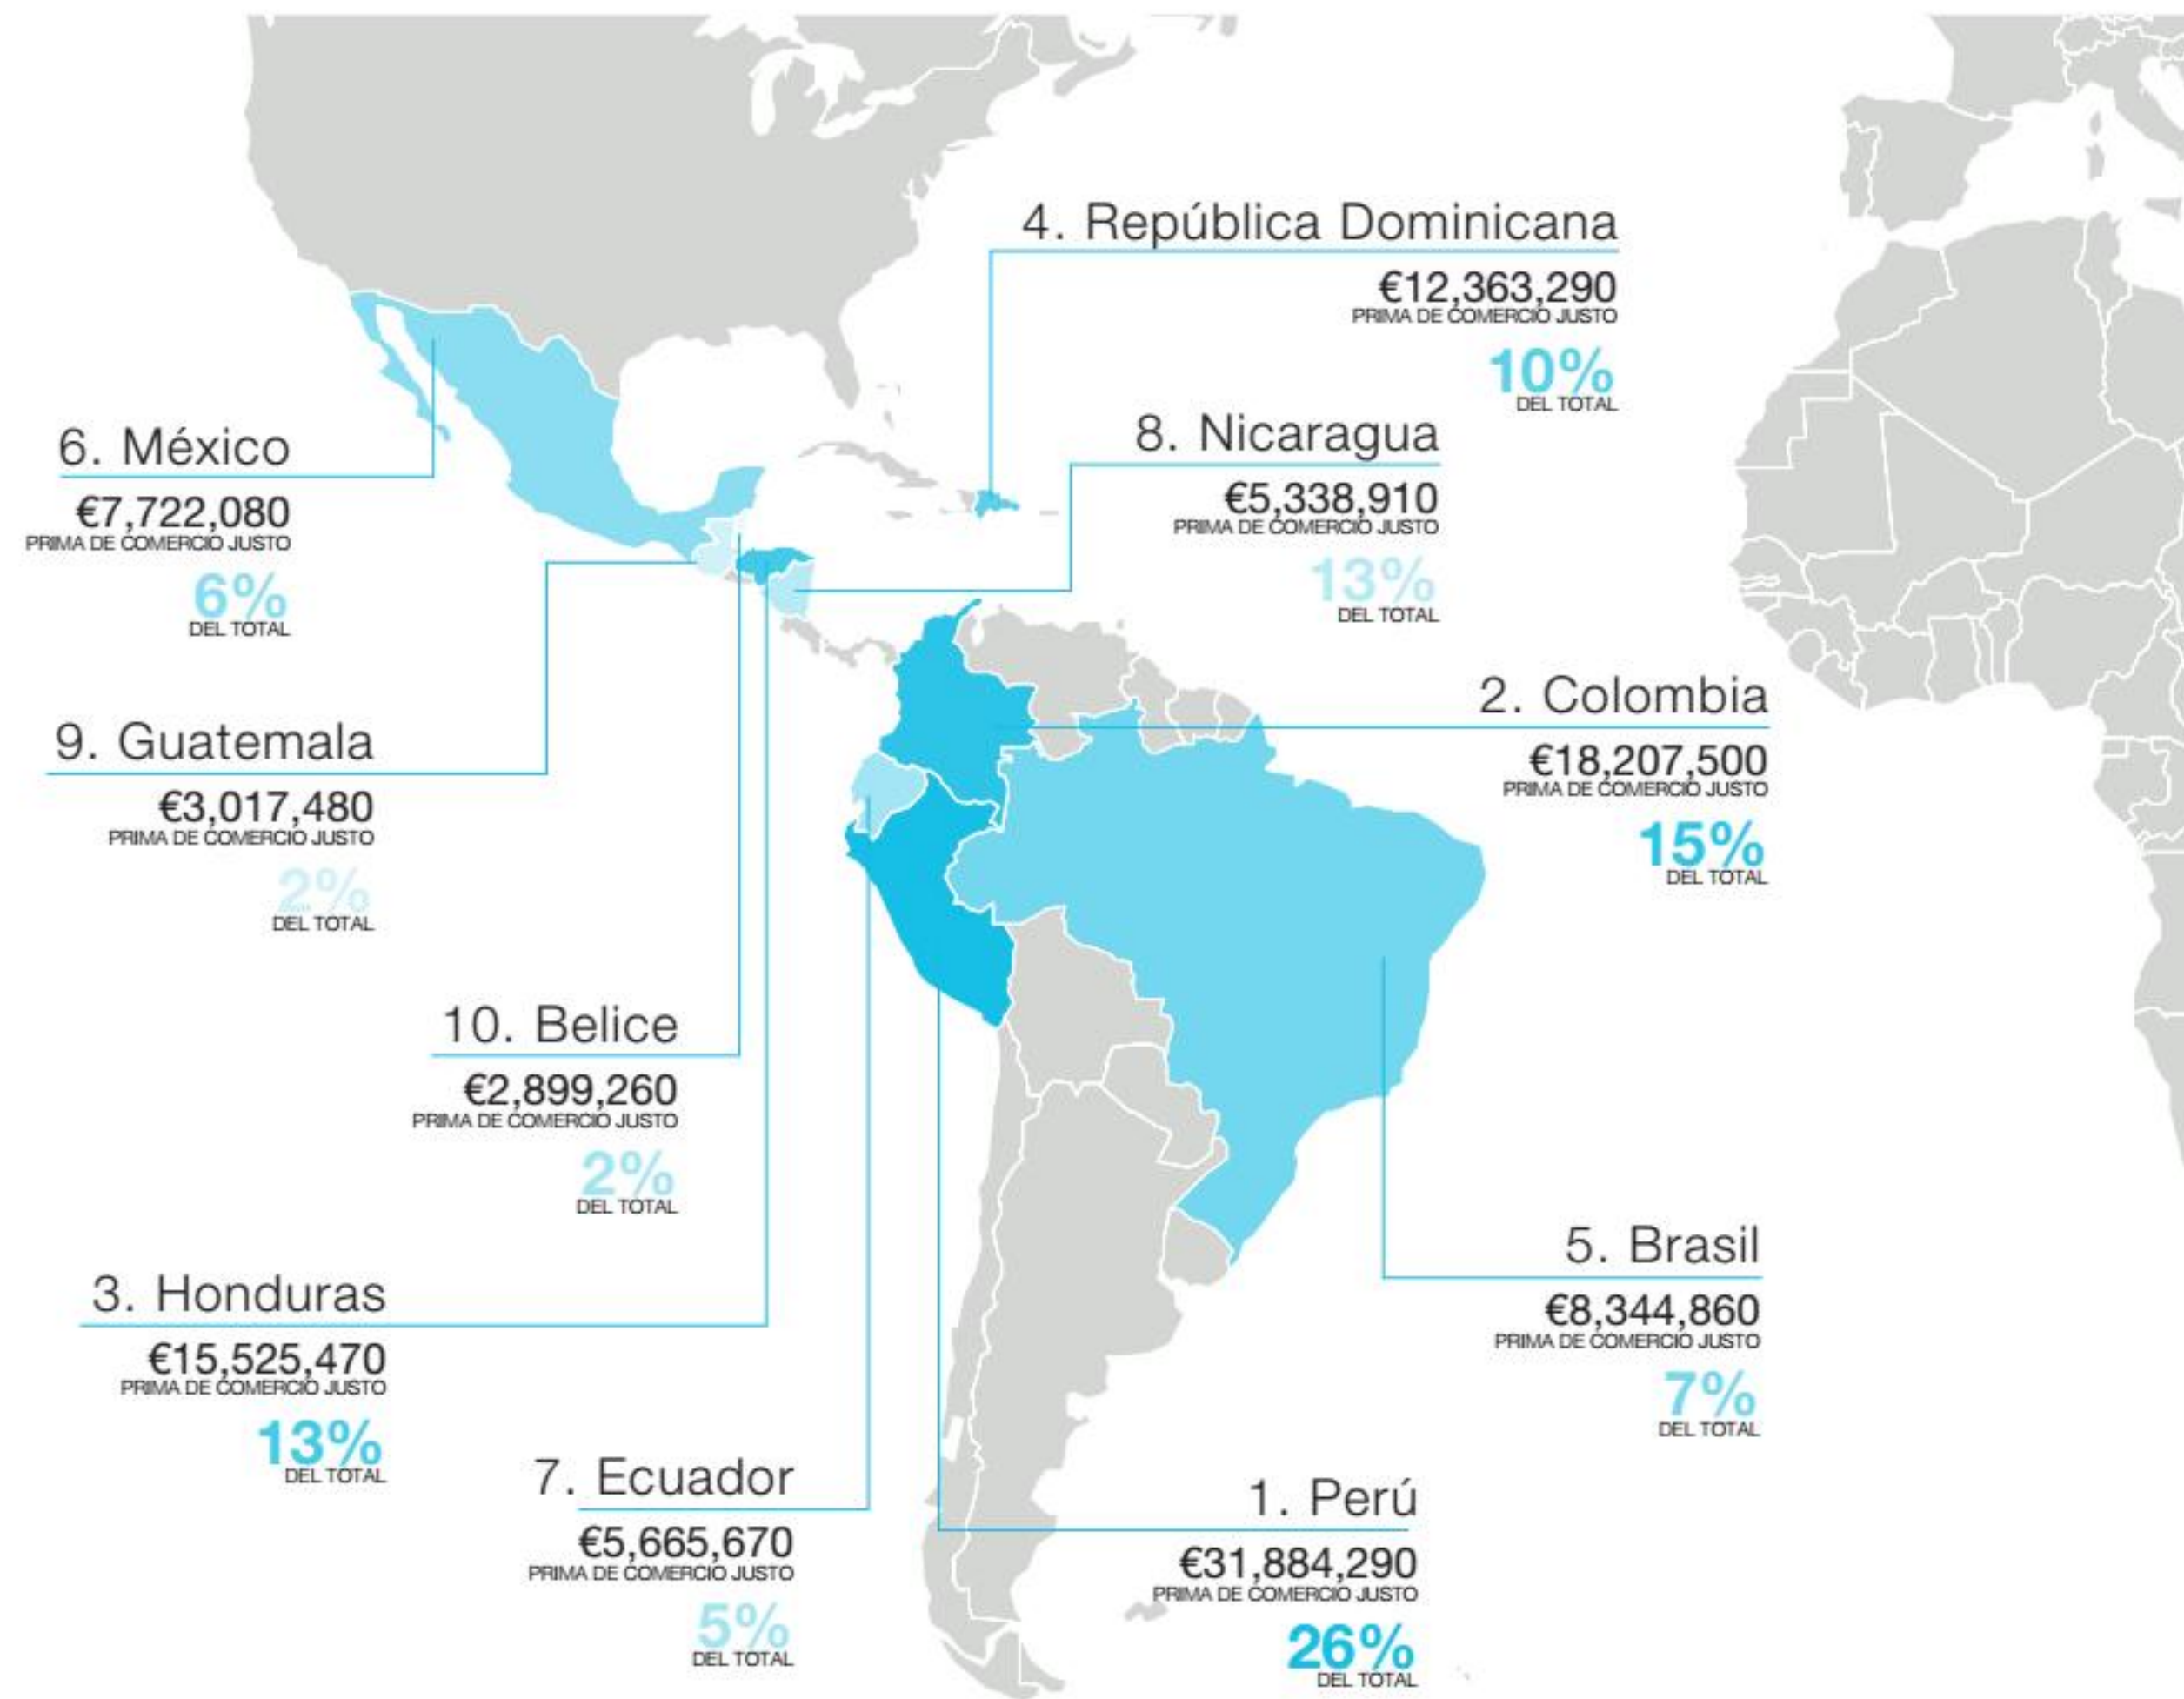 4. República Dominicana
€12,363,290
PRIMA DE COMERCIO JUSTO
10%
DEL TOTAL
6. México
€7,722,080
PRIMA DE COMERCIO JUSTO
6%
DEL TOTAL
8. Nicaragua
€5,338,910
PRIMA DE COMERCIO JUSTO
13%
DEL TOTAL
9. Guatemala
€3,017,480
PRIMA DE COMERCIO JUSTO
2%
DEL TOTAL
2. Colombia
€18,207,500
PRIMA DE COMERCIO JUSTO
15%
DEL TOTAL
10. Belice
€2,899,260
PRIMA DE COMERCIO JUSTO
2%
DEL TOTAL
3. Honduras
€15,525,470
PRIMA DE COMERCIO JUSTO
13%
DEL TOTAL
5. Brasil
€8,344,860
PRIMA DE COMERCIO JUSTO
7%
DEL TOTAL
7. Ecuador
€5,665,670
PRIMA DE COMERCIO JUSTO
5%
DEL TOTAL
1. Perú
€31,884,290
PRIMA DE COMERCIO JUSTO
26%
DEL TOTAL